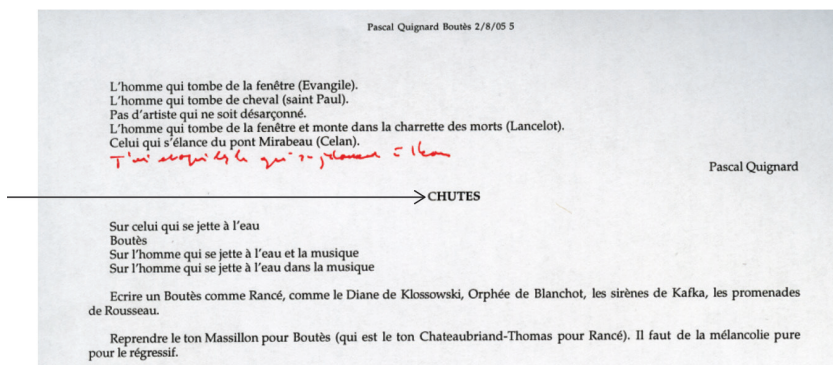 Pascal Quignard Boutès 2/8/05 5
L'homme qui tombe de la fenêtre (Evangile).
L'homme qui tombe de cheval (saint Paul).
Pas d'artiste qui ne soit désarçonné.
L'homme qui tombe de la fenêtre et monte dans la charrette des morts (Lancelot).
Celui qui s'élance du pont Mirabeau (Celan).
qui
Pascal Quignard
CHUTES
Sur celui qui se jette à l'eau
Boutès
Sur l'homme qui se jette à l'eau et la musique
Sur l'homme qui se jette à l'eau dans la musique
Ecrire un Boutès comme Rancé, comme le Diane de Klossowski, Orphée de Blanchot, les sirènes de Kafka, les promenades
de Rousseau.
Reprendre le ton Massillon pour Boutès (qui est le ton Chateaubriand-Thomas pour Rancé). Il faut de la mélancolie pure
pour le régressif.